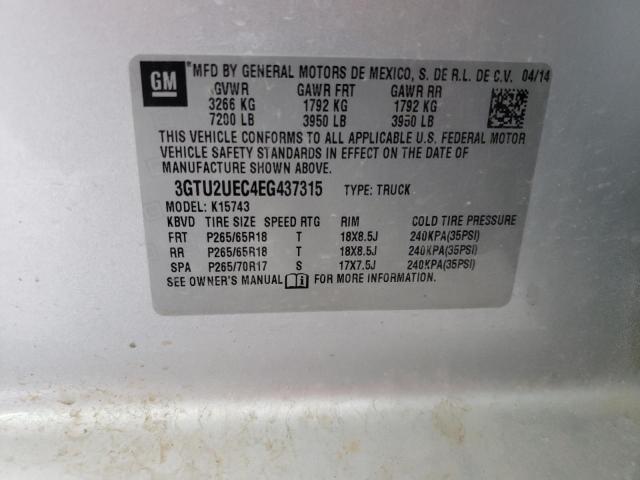 GM MFD BY GENERAL MOTORS DE MEXICO, S. DE R.L. DE C.V. 04/14
GVWR GAWR FRT GAWR RR
3266 KG 1792 KG 1792 KG
7200 LB 3950 LB 3950 LB
THIS VEHICLE CONFORMS TO ALL APPLICABLE U.S. FEDERAL MOTOR
VEHICLE SAFETY STANDARDS IN EFFECT ON THE DATE OF
MANUFACTURE SHOWN ABOVE.
3GTU2UEC4EG437315 TYPE: TRUCK
MODEL: K15743
KBVD TIRE SIZE SPEED RTG RIM COLD TIRE PRESSURE
FRT P265/65R18 T 18X8.5J 240KPA(35PSI)
RR P265/65R18 T 18X8.5J 240KPA(35PSI)
SPA P265/70R17 S 17X7.5J 240KPA(35PSI)
SEE OWNER'S MANUAL FOR MORE INFORMATION